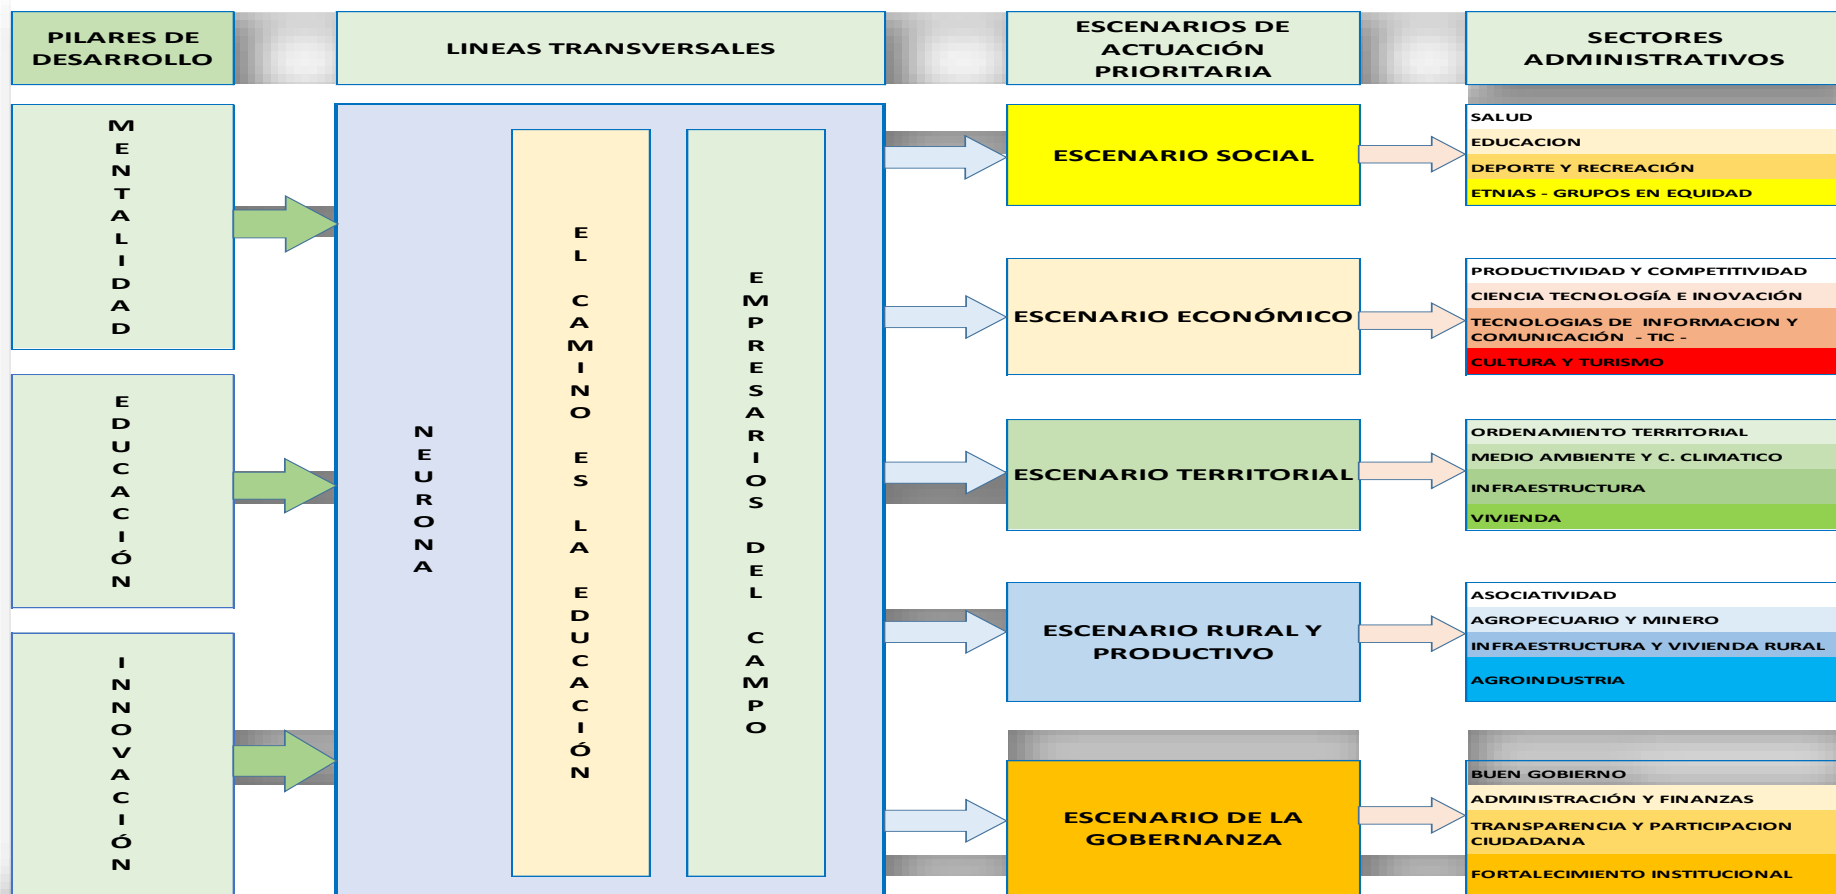 PILARES DE
DESARROLLO
LINEAS TRANSVERSALES
ESCENARIOS DE
ACTUACIÓN
PRIORITARIA
SECTORES
ADMINISTRATIVOS
MENTALIDAD
EDUCACIÓN
INNOVACIÓN
NEURONA
EL CAMINO ES LA EDUCACIÓN
EMPRESARIOS DEL CAMPO
ESCENARIO SOCIAL
SALUD
EDUCACION
DEPORTE Y RECREACIÓN
ETNIAS - GRUPOS EN EQUIDAD
ESCENARIO ECONÓMICO
PRODUCTIVIDAD Y COMPETITIVIDAD
CIENCIA TECNOLOGÍA E INOVACIÓN
TECNOLOGIAS DE INFORMACION Y
COMUNICACIÓN - TIC -
CULTURA Y TURISMO
ESCENARIO TERRITORIAL
ORDENAMIENTO TERRITORIAL
MEDIO AMBIENTE Y C. CLIMATICO
INFRAESTRUCTURA
VIVIENDA
ESCENARIO RURAL Y
PRODUCTIVO
ASOCIATIVIDAD
AGROPECUARIO Y MINERO
INFRAESTRUCTURA Y VIVIENDA RURAL
AGROINDUSTRIA
ESCENARIO DE LA
GOBERNANZA
BUEN GOBIERNO
ADMINISTRACIÓN Y FINANZAS
TRANSPARENCIA Y PARTICIPACION
CIUDADANA
FORTALECIMIENTO INSTITUCIONAL